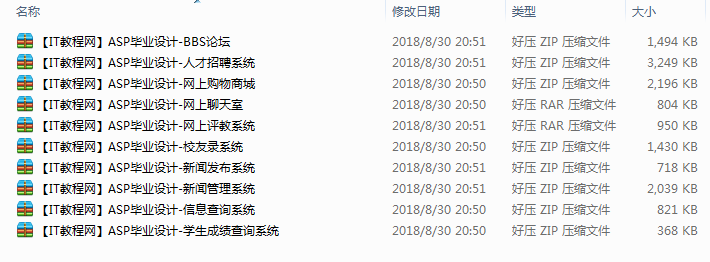 名称 修改日期 类型 大小
【IT教程网】ASP毕业设计-BBS论坛 2018/8/30 20:51 好压 ZIP 压缩文件 1,494 KB
【IT教程网】ASP毕业设计-人才招聘系统 2018/8/30 20:51 好压 ZIP 压缩文件 3,249 KB
【IT教程网】ASP毕业设计-网上购物商城 2018/8/30 20:50 好压 ZIP 压缩文件 2,196 KB
【IT教程网】ASP毕业设计-网上聊天室 2018/8/30 20:50 好压 RAR 压缩文件 804 KB
【IT教程网】ASP毕业设计-网上评教系统 2018/8/30 20:51 好压 RAR 压缩文件 950 KB
【IT教程网】ASP毕业设计-校友录系统 2018/8/30 20:50 好压 ZIP 压缩文件 1,430 KB
【IT教程网】ASP毕业设计-新闻发布系统 2018/8/30 20:51 好压 ZIP 压缩文件 718 KB
【IT教程网】ASP毕业设计-新闻管理系统 2018/8/30 20:51 好压 ZIP 压缩文件 2,039 KB
【IT教程网】ASP毕业设计-信息查询系统 2018/8/30 20:50 好压 ZIP 压缩文件 821 KB
【IT教程网】ASP毕业设计-学生成绩查询系统 2018/8/30 20:50 好压 ZIP 压缩文件 368 KB